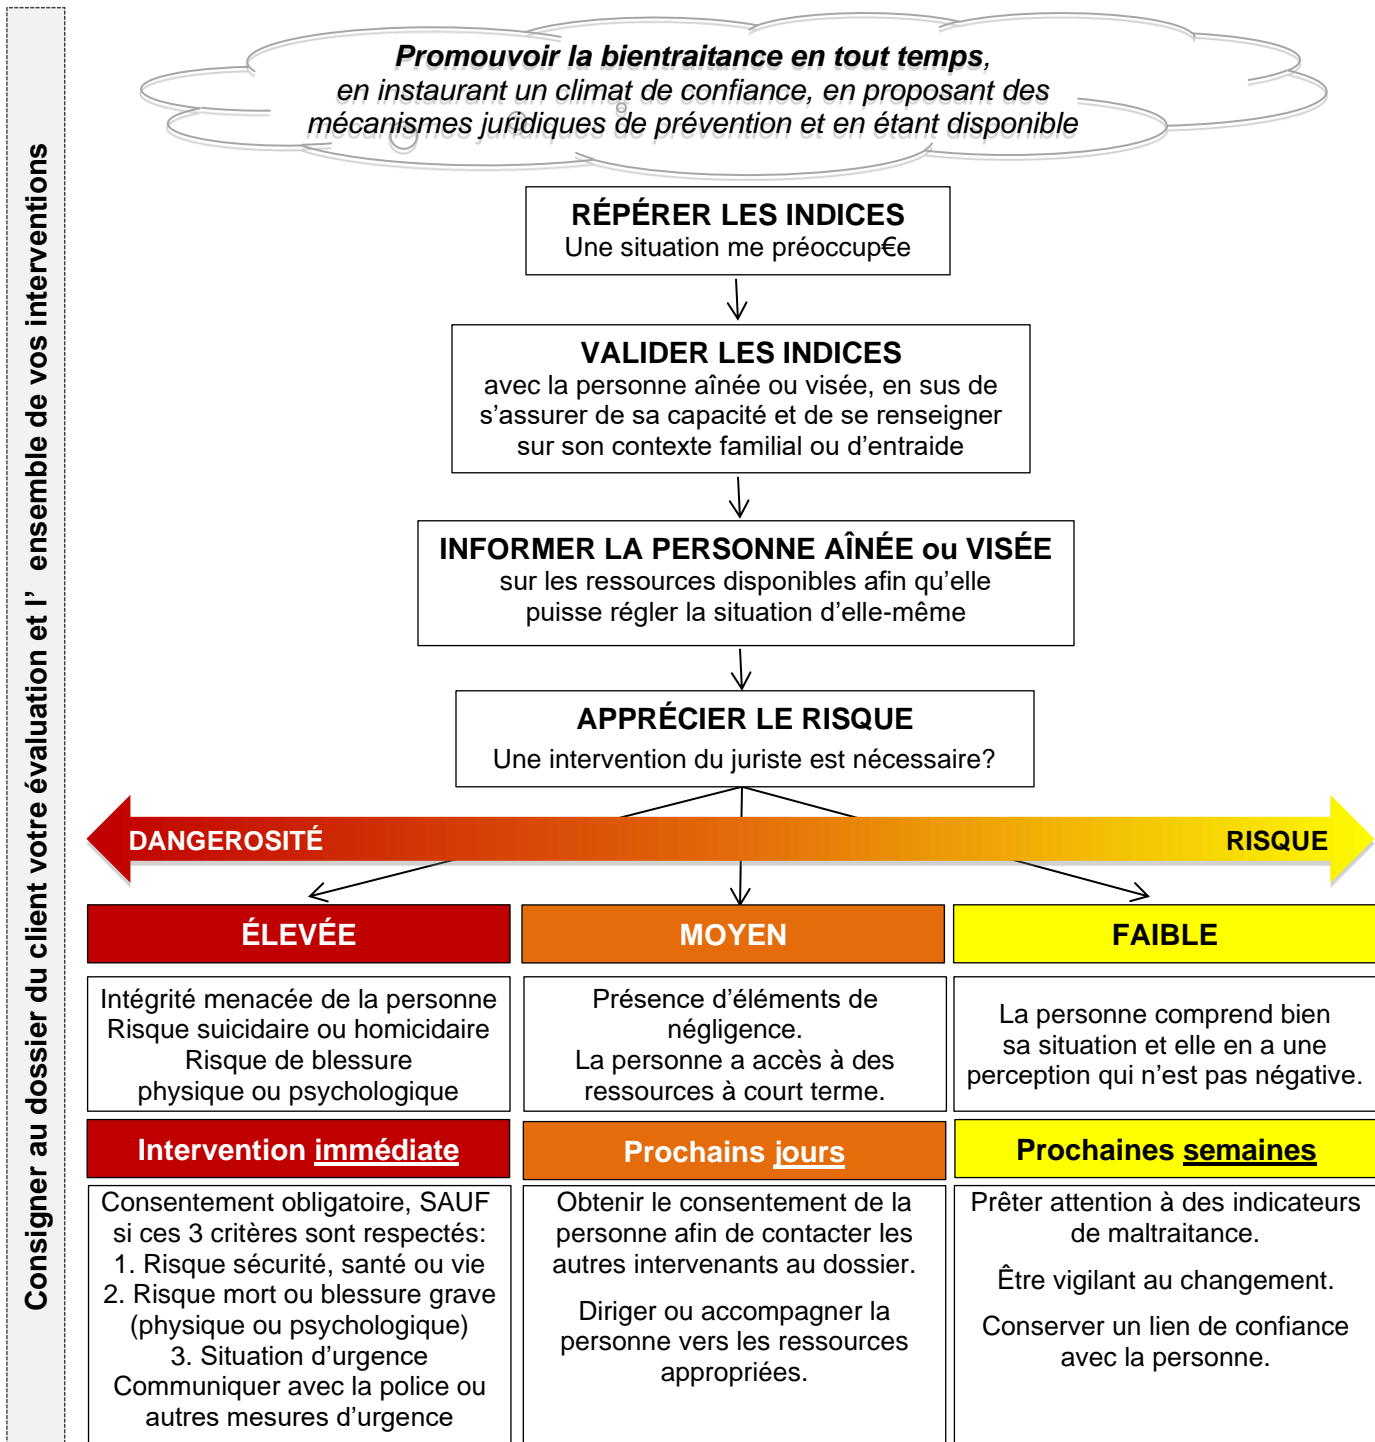 Consigner au dossier du client votre évaluation et l’ ensemble de vos interventions
Promouvoir la bientraitance en tout temps,
en instaurant un climat de confiance, en proposant des
mécanismes juridiques de prévention et en étant disponible
RÉPÉRER LES INDICES
Une situation me préoccup€e
VALIDER LES INDICES
avec la personne aînée ou visée, en sus de
s’assurer de sa capacité et de se renseigner
sur son contexte familial ou d’entraide
INFORMER LA PERSONNE AÎNÉE ou VISÉE
sur les ressources disponibles afin qu’elle
puisse régler la situation d’elle-même
APPRÉCIER LE RISQUE
Une intervention du juriste est nécessaire?
DANGEROSITÉ
RISQUE
ÉLEVÉE
Intégrité menacée de la personne
Risque suicidaire ou homicidaire
Risque de blessure
physique ou psychologique
Intervention immédiate
Consentement obligatoire, SAUF
si ces 3 critères sont respectés:
1. Risque sécurité, santé ou vie
2. Risque mort ou blessure grave
(physique ou psychologique)
3. Situation d’urgence
Communiquer avec la police ou
autres mesures d’urgence
MOYEN
Présence d’éléments de
négligence.
La personne a accès à des
ressources à court terme.
Prochains jours
Obtenir le consentement de la
personne afin de contacter les
autres intervenants au dossier.
Diriger ou accompagner la
personne vers les ressources
appropriées.
FAIBLE
La personne comprend bien
sa situation et elle en a une
perception qui n’est pas négative.
Prochaines semaines
Prêter attention à des indicateurs
de maltraitance.
Être vigilant au changement.
Conserver un lien de confiance
avec la personne.